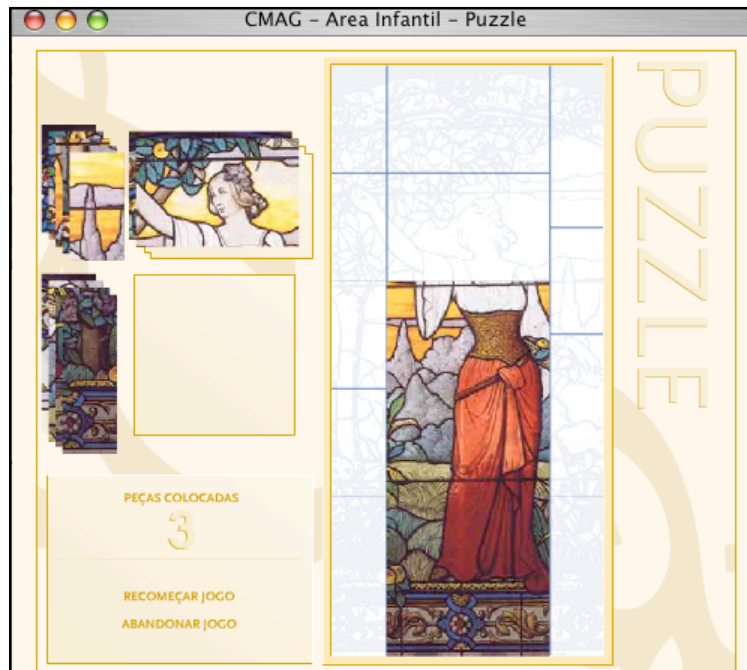 CMAG – Area Infantil – Puzzle
PUZZLE
PEÇAS COLOCADAS
3
RECOMEÇAR JOGO
ABANDONAR JOGO